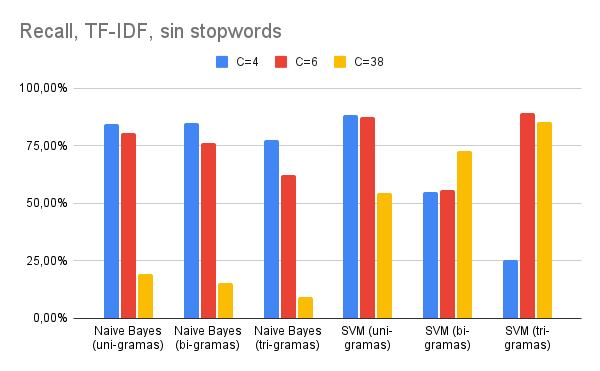 Recall, TF-IDF, sin stopwords
C=4 C=6 C=38
100,00%
75,00%
50,00%
25,00%
0,00%
Naive Bayes (uni-gramas)
Naive Bayes (bi-gramas)
Naive Bayes (tri-gramas)
SVM (uni-gramas)
SVM (bi-gramas)
SVM (tri-gramas)